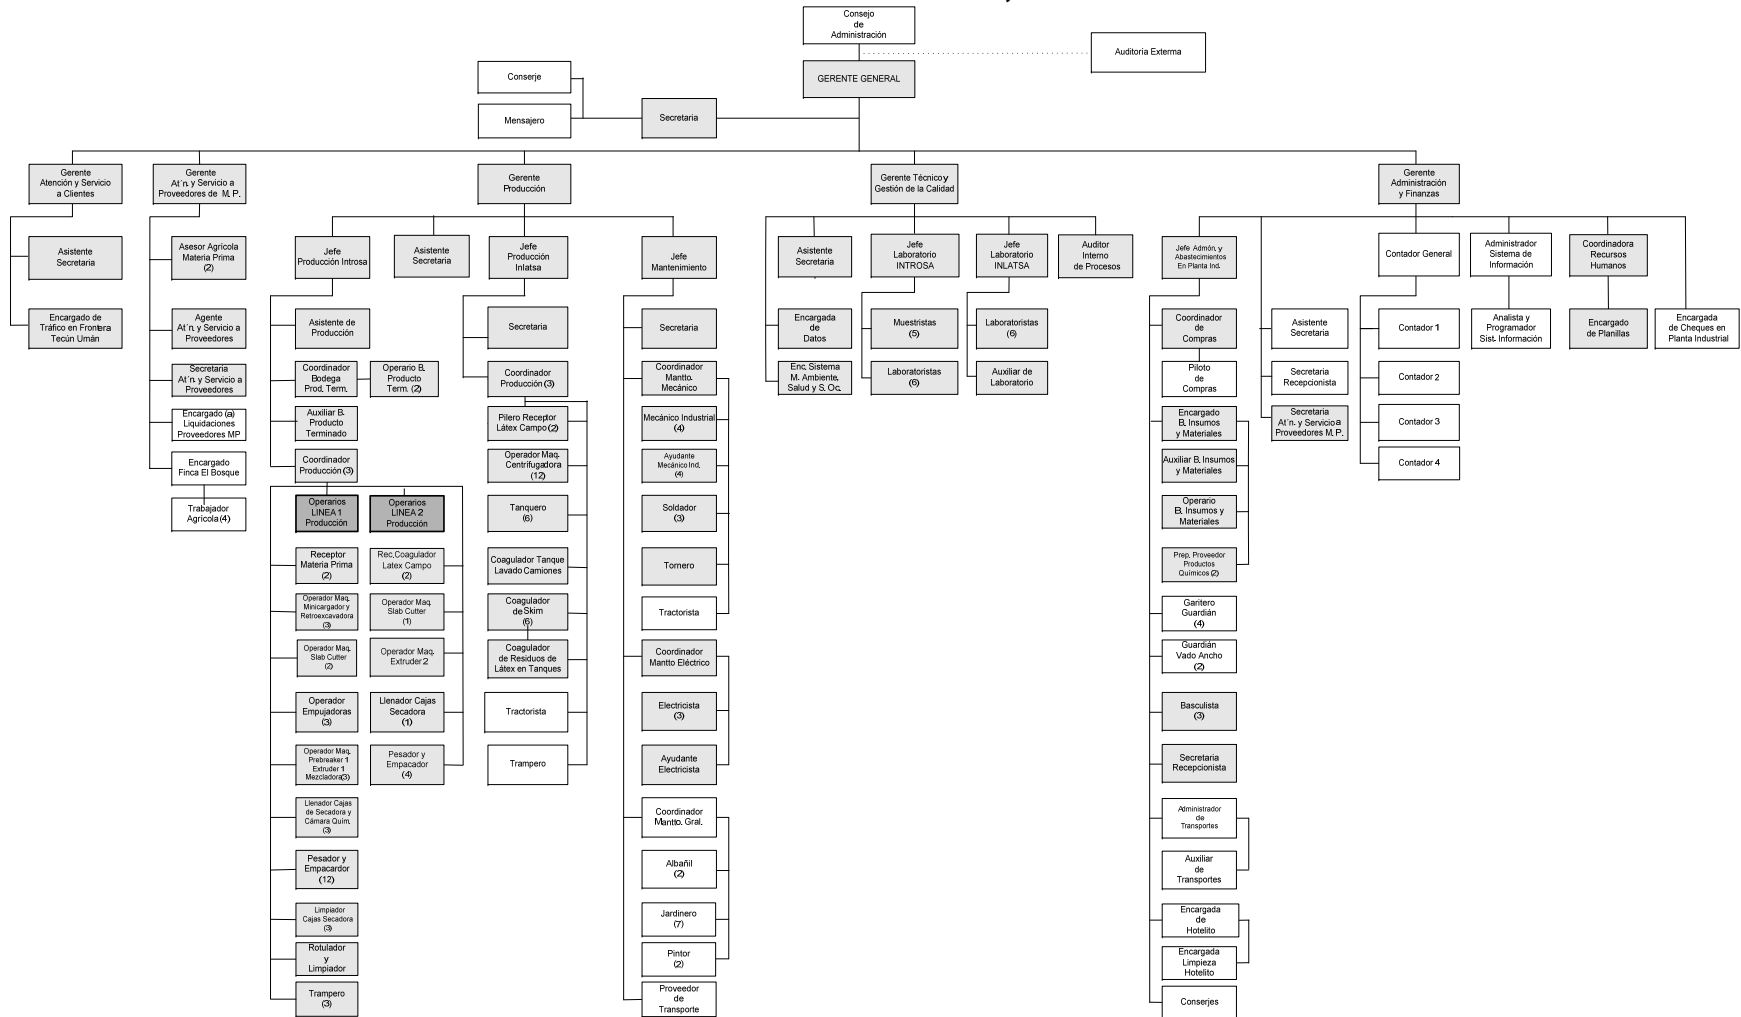 Consejo
de
Administración
Auditoria Externa
GERENTE GENERAL
Conserje
Mensajero
Secretaria
Gerente
Atención y Servicio
a Clientes
Gerente
At´n. y Servicio a
Proveedores de M. P.
Gerente
Producción
Gerente Técnico y
Gestión de la Calidad
Gerente
Administración
y Finanzas
Asistente
Secretaria
Encargado de
Tráfico en Frontera
Tecún Umán
Asesor Agrícola
Materia Prima
(2)
Agente
At´n. y Servicio a
Proveedores
Secretaria
At´n. y Servicio a
Proveedores
Encargado (a)
Liquidaciones
Proveedores MP
Encargado
Finca El Bosque
Trabajador
Agrícola (4)
Jefe
Producción Introsa
Asistente
Secretaria
Jefe
Producción
Inlatsa
Jefe
Mantenimiento
Asistente de
Producción
Coordinador
Bodega
Prod. Term.
Operario B.
Producto
Term. (2)
Auxiliar B.
Producto
Terminado
Coordinador
Producción (3)
Operarios
LINEA 1
Producción
Operarios
LINEA 2
Producción
Receptor
Materia Prima
(2)
Rec.Coagulador
Latex Campo
(2)
Operador Maq.
Minicargador y
Retroexcavadora
(3)
Operador Maq.
Slab Cutter
(1)
Operador Maq.
Slab Cutter
(2)
Operador Maq.
Extruder 2
Operador
Empujadoras
(3)
Llenador Cajas
Secadora
(1)
Operador Maq.
Prebreaker 1
Extruder 1
Mezcladora(3)
Pesador y
Empacador
(4)
Llenador Cajas
de Secadora y
Cámara Quim.
(3)
Pesador y
Empacardor
(12)
Limpiador
Cajas Secadora
(3)
Rotulador
y
Limpiador
Trampero
(3)
Secretaria
Coordinador
Producción (3)
Pilero Receptor
Látex Campo (2)
Operador Maq.
Centrifugadora
(12)
Tanquero
(6)
Coagulador Tanque
Lavado Camiones
Coagulador
de Skim
(6)
Coagulador
de Residuos de
Látex en Tanques
Tractorista
Trampero
Secretaria
Coordinador
Mantto.
Mecánico
Mecánico Industrial
(4)
Ayudante
Mecánico Ind.
(4)
Soldador
(3)
Tornero
Tractorista
Coordinador
Mantto Eléctrico
Electricista
(3)
Ayudante
Electricista
Coordinador
Mantto. Gral.
Albañil
(2)
Jardinero
(7)
Pintor
(2)
Proveedor
de
Transporte
Asistente
Secretaria
Jefe
Laboratorio
INTROSA
Jefe
Laboratorio
INLATSA
Auditor
Interno
de Procesos
Encargada
de
Datos
Muestristas
(5)
Laboratoristas
(6)
Enc. Sistema
M. Ambiente,
Salud y S. Oc.
Laboratoristas
(6)
Auxiliar de
Laboratorio
Jefe Admón. y
Abastecimientos
En Planta Ind.
Contador General
Administrador
Sistema de
Información
Coordinadora
Recursos
Humanos
Coordinador
de
Compras
Asistente
Secretaria
Contador 1
Analista y
Programador
Sist. Información
Encargado
de Planillas
Encargada
de Cheques en
Planta Industrial
Piloto
de
Compras
Secretaria
Recepcionista
Contador 2
Encargado
B. Insumos
y Materiales
Secretaria
At´n. y Servicio a
Proveedores M. P.
Contador 3
Auxiliar B. Insumos
y Materiales
Contador 4
Operario
B. Insumos y
Materiales
Prep. Proveedor
Productos
Químicos (2)
Garitero
Guardián
(4)
Guardián
Vado Ancho
(2)
Basculista
(3)
Secretaria
Recepcionista
Administrador
de
Transportes
Auxiliar
de
Transportes
Encargada
de
Hotelito
Encargada
Limpieza
Hotelito
Conserjes